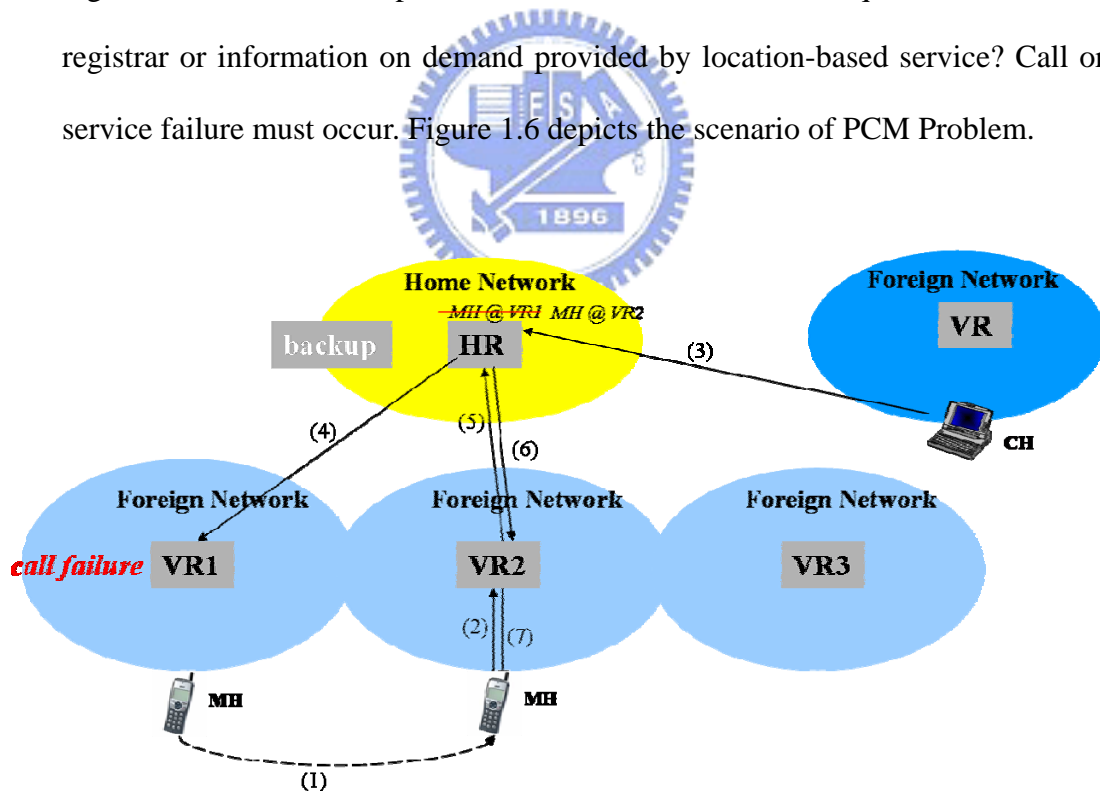 registrar or information on demand provided by location-based service? Call or
service failure must occur. Figure 1.6 depicts the scenario of PCM Problem.
E S A
1896
Home Network
MH @ VR1 MH @ VR2
backup
HR
Foreign Network
VR
(3)
CH
(4)
(5)
(6)
Foreign Network
Foreign Network
Foreign Network
call failure
VR1
VR2
VR3
(2)
(7)
MH
MH
(1)